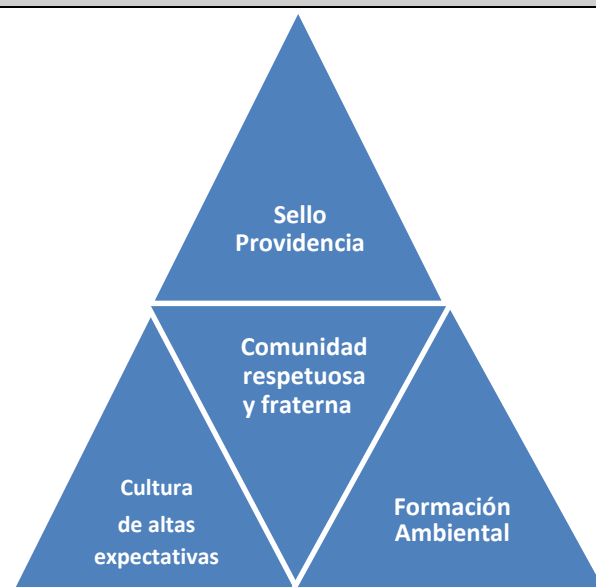 Sello
Providencia
Comunidad
respetuosa
y fraterna
Cultura
de altas
expectativas
Formación
Ambiental